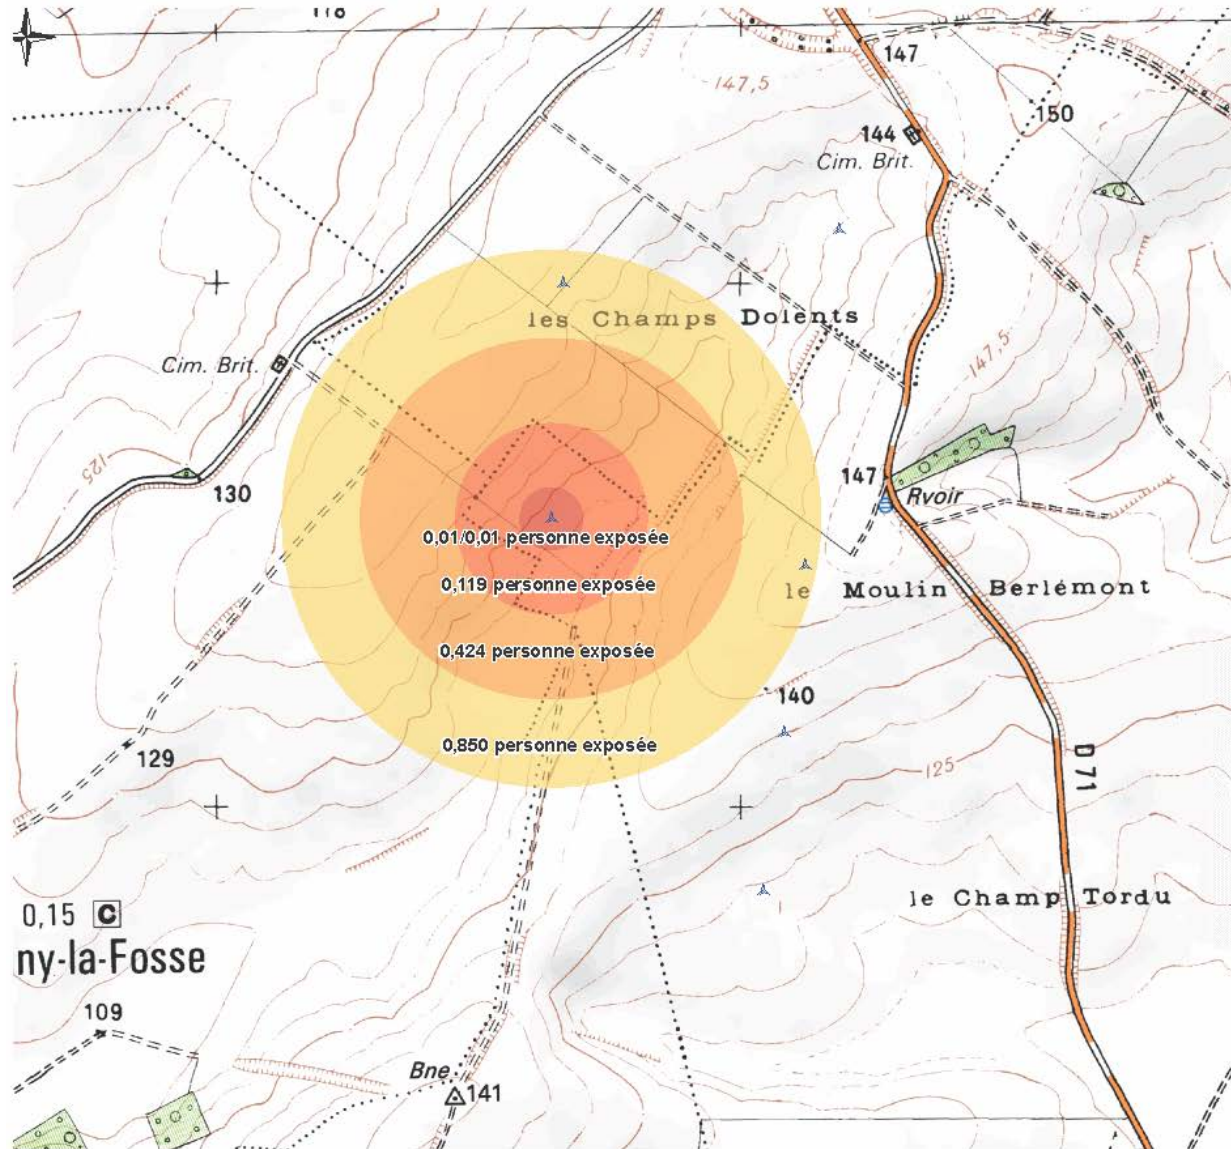 147
147,5
150
144
Cim. Brit.
les Champs Dolents
Cim. Brit.
147,5
125
130
147
Rvoir
0,01/0,01 personne exposée
0,119 personne exposée
le Moulin Berlémont
0,424 personne exposée
140
0,850 personne exposée
129
125
D 71
le Champ Tordu
0,15 C
ny-la-Fosse
109
Bne
141